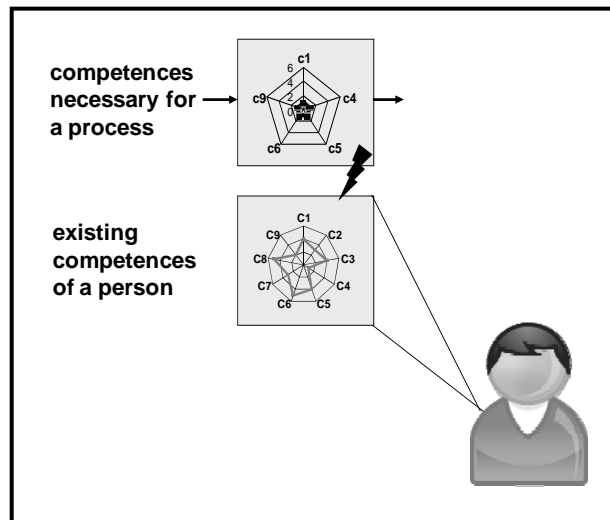 competences
necessary for
a process
c1
6
4
2
0
c9
c4
c6
c5
existing
competences
of a person
C1
C9
C2
C8
C3
C7
C4
C6
C5